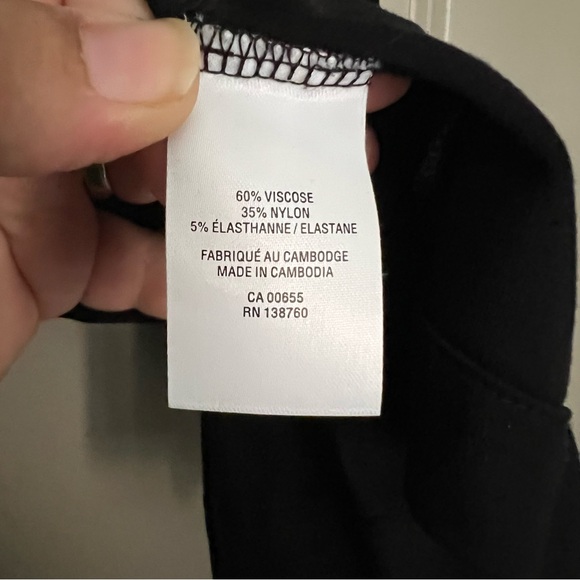 60% VISCOSE
35% NYLON
5% ÉLASTHANNE / ELASTANE
FABRIQUÉ AU CAMBODGE
MADE IN CAMBODIA
CA 00655
RN 138760